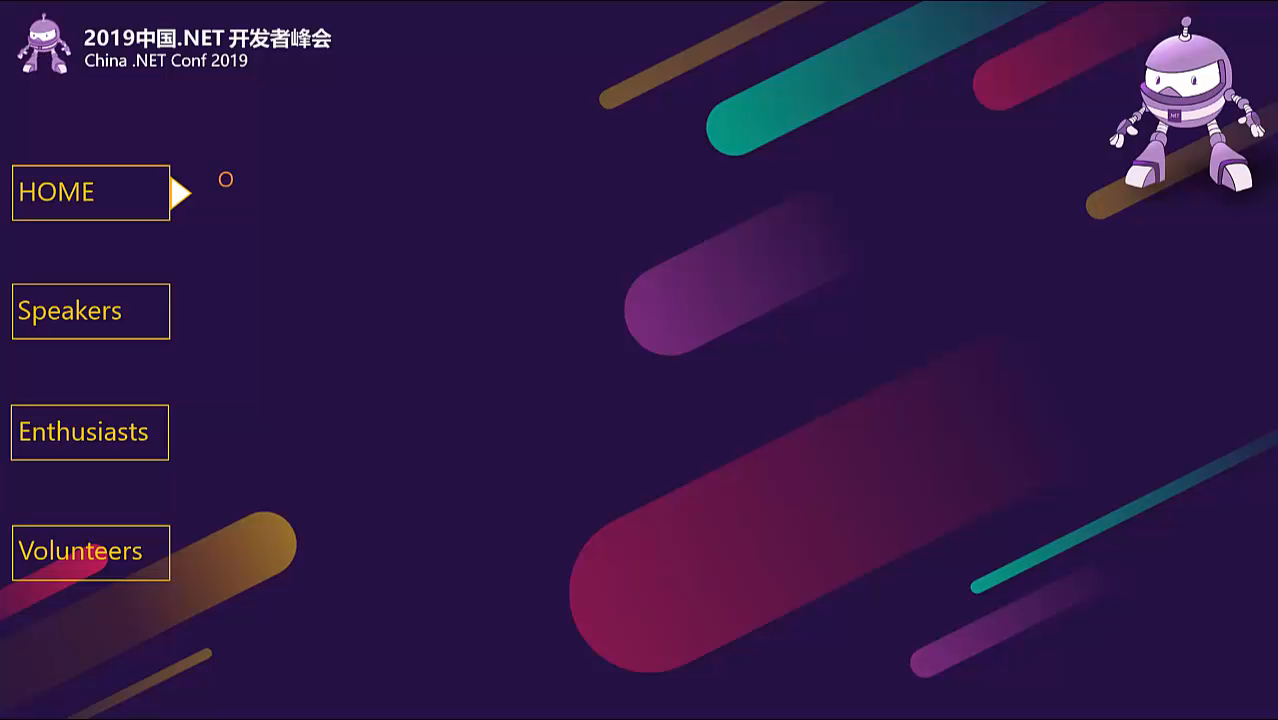 2019中国.NET 开发者峰会
China .NET Conf 2019
HOME
O
Speakers
Enthusiasts
Volunteers
.NET